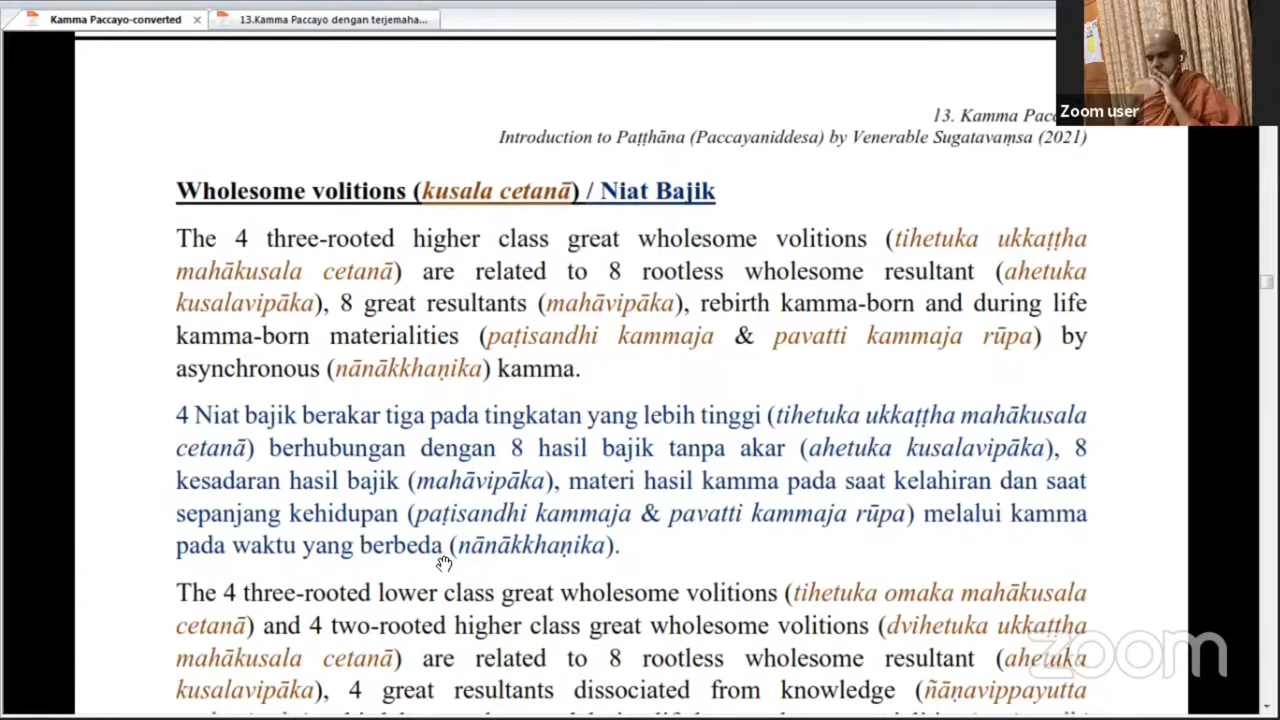 Kamma Paccayo-converted
13.Kamma Paccayo dengan terjemaha...
Zoom user
13. Kamma
Introduction to Paṭṭhāna (Paccayaniddesa) by Venerable Sugatavaṃsa (2021)
Wholesome volitions (kusala cetanā) / Niat Bajik
The 4 three-rooted higher class great wholesome volitions (tihetuka ukkaṭṭha
mahākusala cetanā) are related to 8 rootless wholesome resultant (ahetuka
kusalavipāka), 8 great resultants (mahāvipāka), rebirth kamma-born and during life
kamma-born materialities (paṭisandhi kammaja & pavatti kammaja rūpa) by
asynchronous (nānākkhaṇika) kamma.
4 Niat bajik berakar tiga pada tingkatan yang lebih tinggi (tihetuka ukkaṭṭha mahākusala
cetanā) berhubungan dengan 8 hasil bajik tanpa akar (ahetuka kusalavipāka), 8
kesadaran hasil bajik (mahāvipāka), materi hasil kamma pada saat kelahiran dan saat
sepanjang kehidupan (paṭisandhi kammaja & pavatti kammaja rūpa) melalui kamma
pada waktu yang berbeda (nānākkhaṇika).
The 4 three-rooted lower class great wholesome volitions (tihetuka omaka mahākusala
cetanā) and 4 two-rooted higher class great wholesome volitions (dvihetuka ukkaṭṭha
mahākusala cetanā) are related to 8 rootless wholesome resultant (ahetuka
kusalavipāka), 4 great resultants dissociated from knowledge (ñāṇavippayutta
zoom